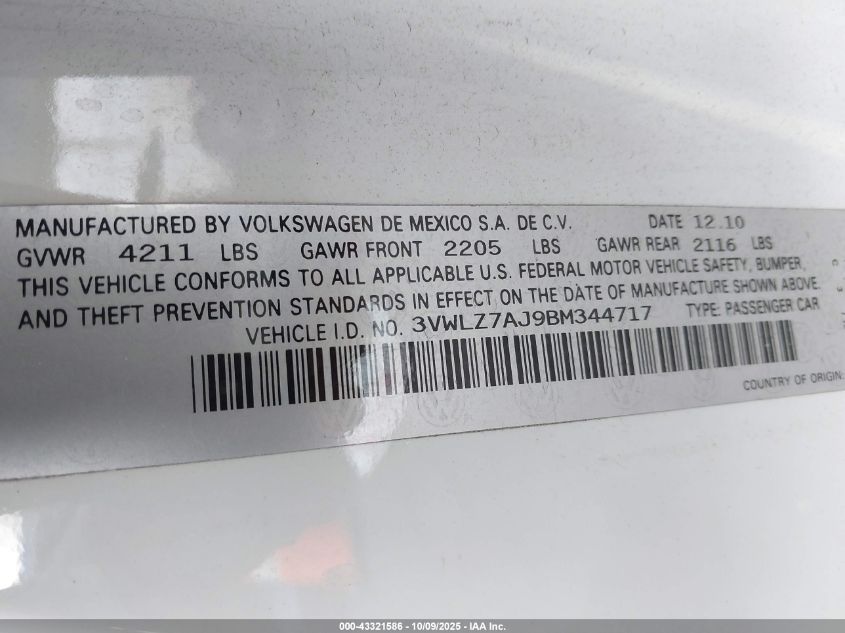 MANUFACTURED BY VOLKSWAGEN DE MEXICO S.A. DE C.V. DATE 12.10
GVWR 4211 LBS GAWR FRONT 2205 LBS GAWR REAR 2116 LBS
THIS VEHICLE CONFORMS TO ALL APPLICABLE U.S. FEDERAL MOTOR VEHICLE SAFETY, BUMPER,
AND THEFT PREVENTION STANDARDS IN EFFECT ON THE DATE OF MANUFACTURE SHOWN ABOVE.
VEHICLE I.D. NO. 3VWLZ7AJ9BM344717 TYPE: PASSENGER CAR
COUNTRY OF ORIGIN:
000-43321586 - 10/09/2025 - IAA Inc.